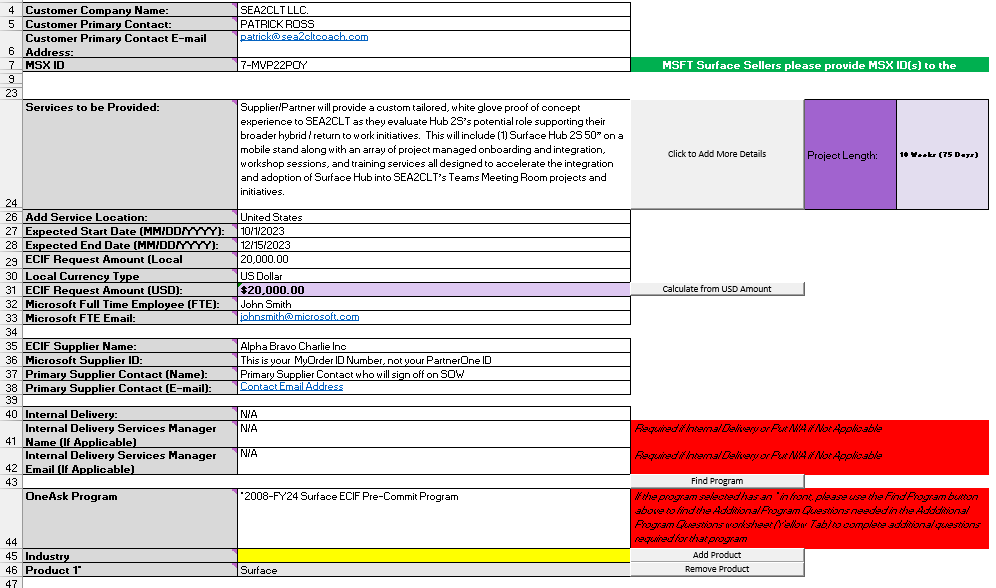 4 Customer Company Name: SEA2CLT LLC.
5 Customer Primary Contact: PATRICK ROSS
Customer Primary Contact E-mail patrick@sea2cltcoach.com
6 Address:
7 MSX ID 7-MVP22POY MSFT Surface Sellers please provide MSX ID(s) to the
9
23
Services to be Provided: Supplier/Partner will provide a custom tailored, white glove proof of concept
experience to SEA2CLT as they evaluate Hub 2S's potential role supporting their
broader hybrid / return to work initiatives. This will include (1) Surface Hub 2S 50" on a
mobile stand along with an array of project managed onboarding and integration,
workshop sessions, and training services all designed to accelerate the integration
and adoption of Surface Hub into SEA2CLT's Teams Meeting Room projects and
initiatives.
Click to Add More Details
Project Length: 10 Weeks (75 Days)
24
26 Add Service Location: United States
27 Expected Start Date (MM/DD/YYYY): 10/1/2023
28 Expected End Date (MM/DD/YYYY): 12/15/2023
29 ECIF Request Amount (Local 20,000.00
30 Local Currency Type US Dollar
31 ECIF Request Amount (USD): $20,000.00 Calculate from USD Amount
32 Microsoft Full Time Employee (FTE): John Smith
33 Microsoft FTE Email: johnsmith@microsoft.com
34
35 ECIF Supplier Name: Alpha Bravo Charlie Inc
36 Microsoft Supplier ID: This is your MyOrder ID Number, not your PartnerOne ID
37 Primary Supplier Contact (Name): Primary Supplier Contact who will sign off on SOW
38 Primary Supplier Contact (E-mail): Contact Email Address
39
40 Internal Delivery: N/A
Internal Delivery Services Manager N/A Required if Internal Delivery or Put N/A if Not Applicable
41 Name (If Applicable)
Internal Delivery Services Manager N/A Required if Internal Delivery or Put N/A if Not Applicable
42 Email (If Applicable)
43 Find Program
OneAsk Program *2008-FY24 Surface ECIF Pre-Commit Program
If the program selected has an * in front, please use the Find Program button
above to find the Additional Program Questions needed in the Addditional
Program Questions worksheet (Yellow Tab) to complete additional questions
required for that program
44
45 Industry Add Product
46 Product 1* Surface Remove Product
47